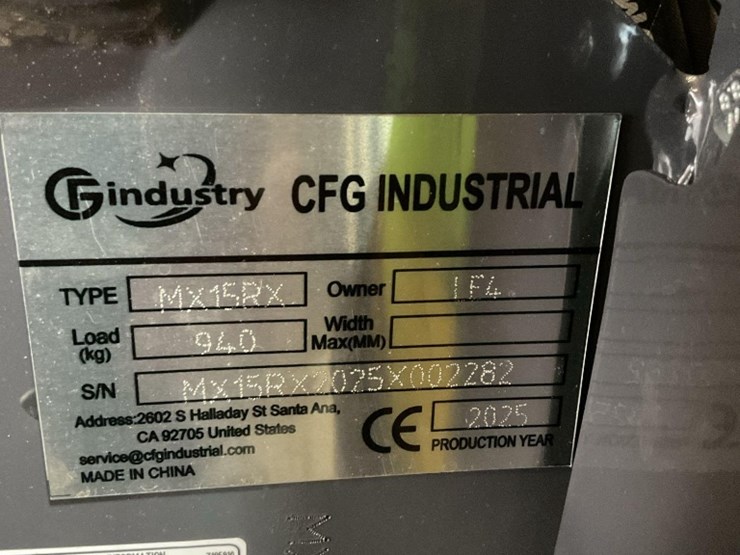 CFGindustry CFG INDUSTRIAL
TYPE MX15RX Owner LF4
Load (kg) 940 Width Max(MM)
S/N MX15RX2025X002282
Address:2602 S Halladay St Santa Ana,
CA 92705 United States
service@cfgindustrial.com
MADE IN CHINA
CE 2025
PRODUCTION YEAR